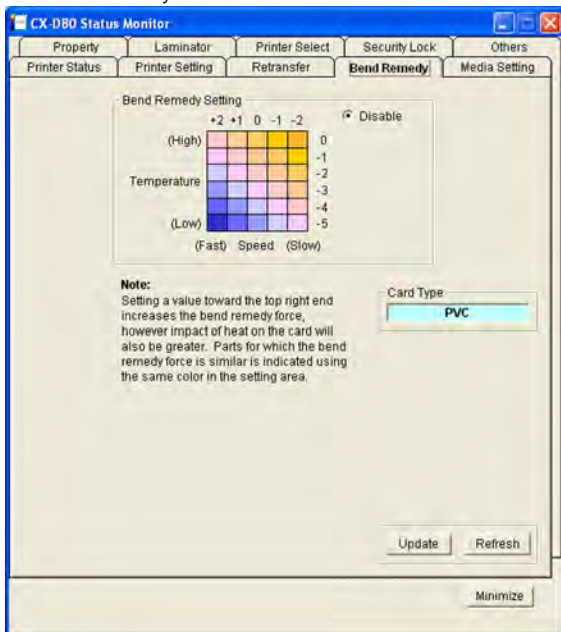 CX-D80 Status Monitor
Property Laminator Printer Select Security Lock Others
Printer Status Printer Setting Retransfer Bend Remedy Media Setting
Bend Remedy Setting
+2 +1 0 -1 -2 Disable
(High) 0
-1
-2
Temperature
-3
-4
(Low) -5
(Fast) Speed (Slow)
Note:
Setting a value toward the top right end
increases the bend remedy force,
however impact of heat on the card will
also be greater. Parts for which the bend
remedy force is similar is indicated using
the same color in the setting area.
Card Type
PVC
Update Refresh
Minimize